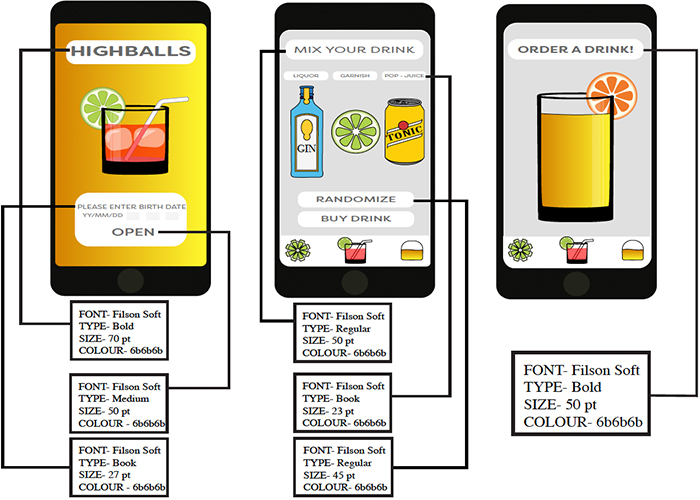 HIGHBALLS
PLEASE ENTER BIRTH DATE
YY/MM/DD
OPEN
FONT- Filson Soft
TYPE- Bold
SIZE- 70 pt
COLOUR- 6b6b6b
FONT- Filson Soft
TYPE- Medium
SIZE- 50 pt
COLOUR - 6b6b6b
FONT- Filson Soft
TYPE- Book
SIZE- 27 pt
COLOUR - 6b6b6b
MIX YOUR DRINK
LIQUOR GARNISH POP - JUICE
GIN
TONIC
RANDOMIZE
BUY DRINK
FONT- Filson Soft
TYPE- Regular
SIZE- 50 pt
COLOUR- 6b6b6b
FONT- Filson Soft
TYPE- Book
SIZE- 23 pt
COLOUR- 6b6b6b
FONT- Filson Soft
TYPE- Regular
SIZE- 45 pt
COLOUR- 6b6b6b
ORDER A DRINK!
FONT- Filson Soft
TYPE- Bold
SIZE- 50 pt
COLOUR- 6b6b6b